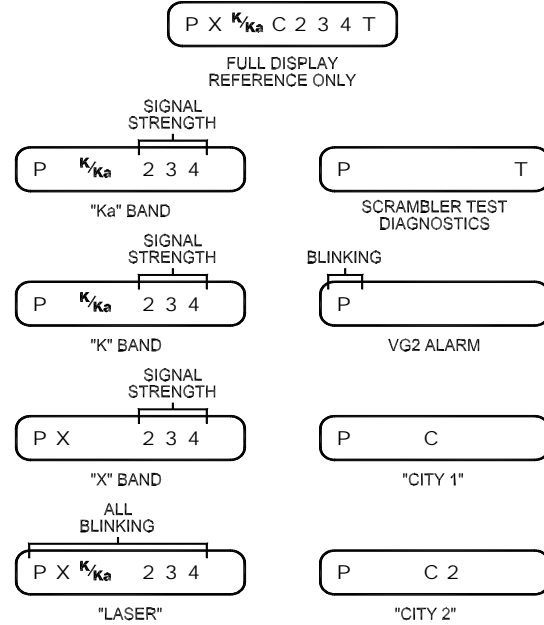 P X K/Ka C 2 3 4 T
FULL DISPLAY
REFERENCE ONLY
SIGNAL
STRENGTH
P K/Ka 2 3 4
"Ka" BAND
P T
SCRAMBLER TEST
DIAGNOSTICS
SIGNAL
STRENGTH
P K/Ka 2 3 4
"K" BAND
BLINKING
P
VG2 ALARM
SIGNAL
STRENGTH
P X 2 3 4
"X" BAND
P C
"CITY 1"
ALL
BLINKING
P X K/Ka 2 3 4
"LASER"
P C 2
"CITY 2"